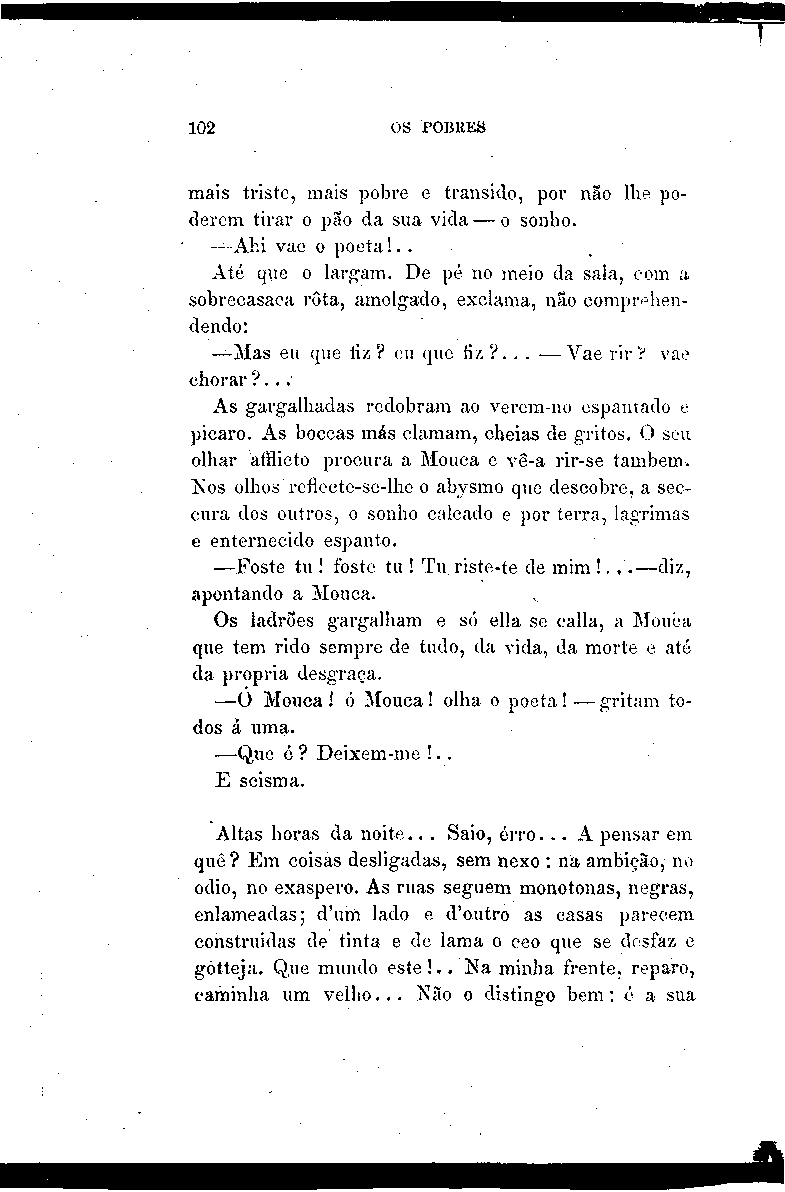 102 OS POBRES
mais triste, mais pobre e transido, por não lhe po-
derem tirar o pão da sua vida — o sonho.
—Ahi vae o poeta!..
Até que o largam. De pé no meio da sala, com a
sobrecasaca rôta, amolgado, exclama, não comprehen-
dendo:
—Mas eu que fiz? eu que fiz?... —Vae rir? vae
chorar?...
As gargalhadas redobram ao verem-no espantado e
picaro. As boccas más clamam, cheias de gritos. O seu
olhar afflicto procura a Mouca e vê-a rir-se tambem.
Nos olhos reflecte-se-lhe o abysmo que descobre, a sec-
cura dos outros, o sonho calcado e por terra, lagrimas
e enternecido espanto.
—Foste tu! foste tu! Tu riste-te de mim!...—diz,
apontando a Mouca.
Os ladrões gargalham e só ella se calla, a Mouca
que tem rido sempre de tudo, da vida, da morte e até
da propria desgraça.
—Ó Mouca! ó Mouca! olha o poeta! —gritam to-
dos á uma.
—Que é? Deixem-me!..
E scisma.
Altas horas da noite... Saio, érro... A pensar em
quê? Em coisas desligadas, sem nexo: na ambição, no
odio, no exaspero. As ruas seguem monotonas, negras,
enlameadas; d'um lado e d'outro as casas parecem
construidas de tinta e de lama o ceo que se desfaz e
gotteja. Que mundo este!.. Na minha frente, reparo,
caminha um velho... Não o distingo bem: é a sua